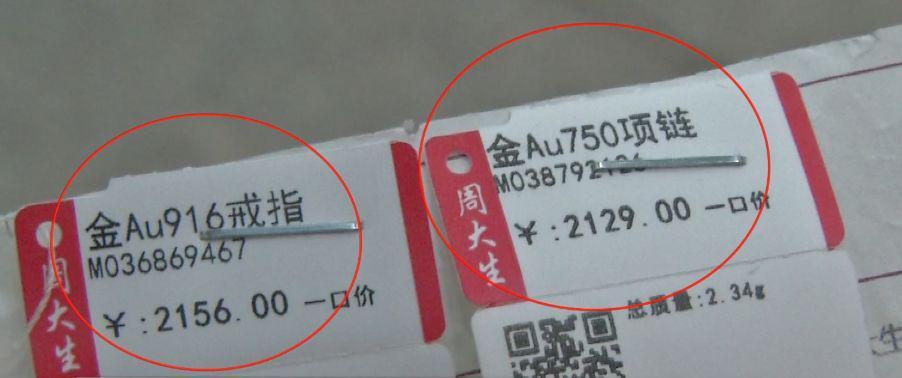 金Au916戒指
M036869467
￥:2156.00 一口价
周大生
金Au750项链
￥:2129.00 一口价
周大生
总质量:2.34g